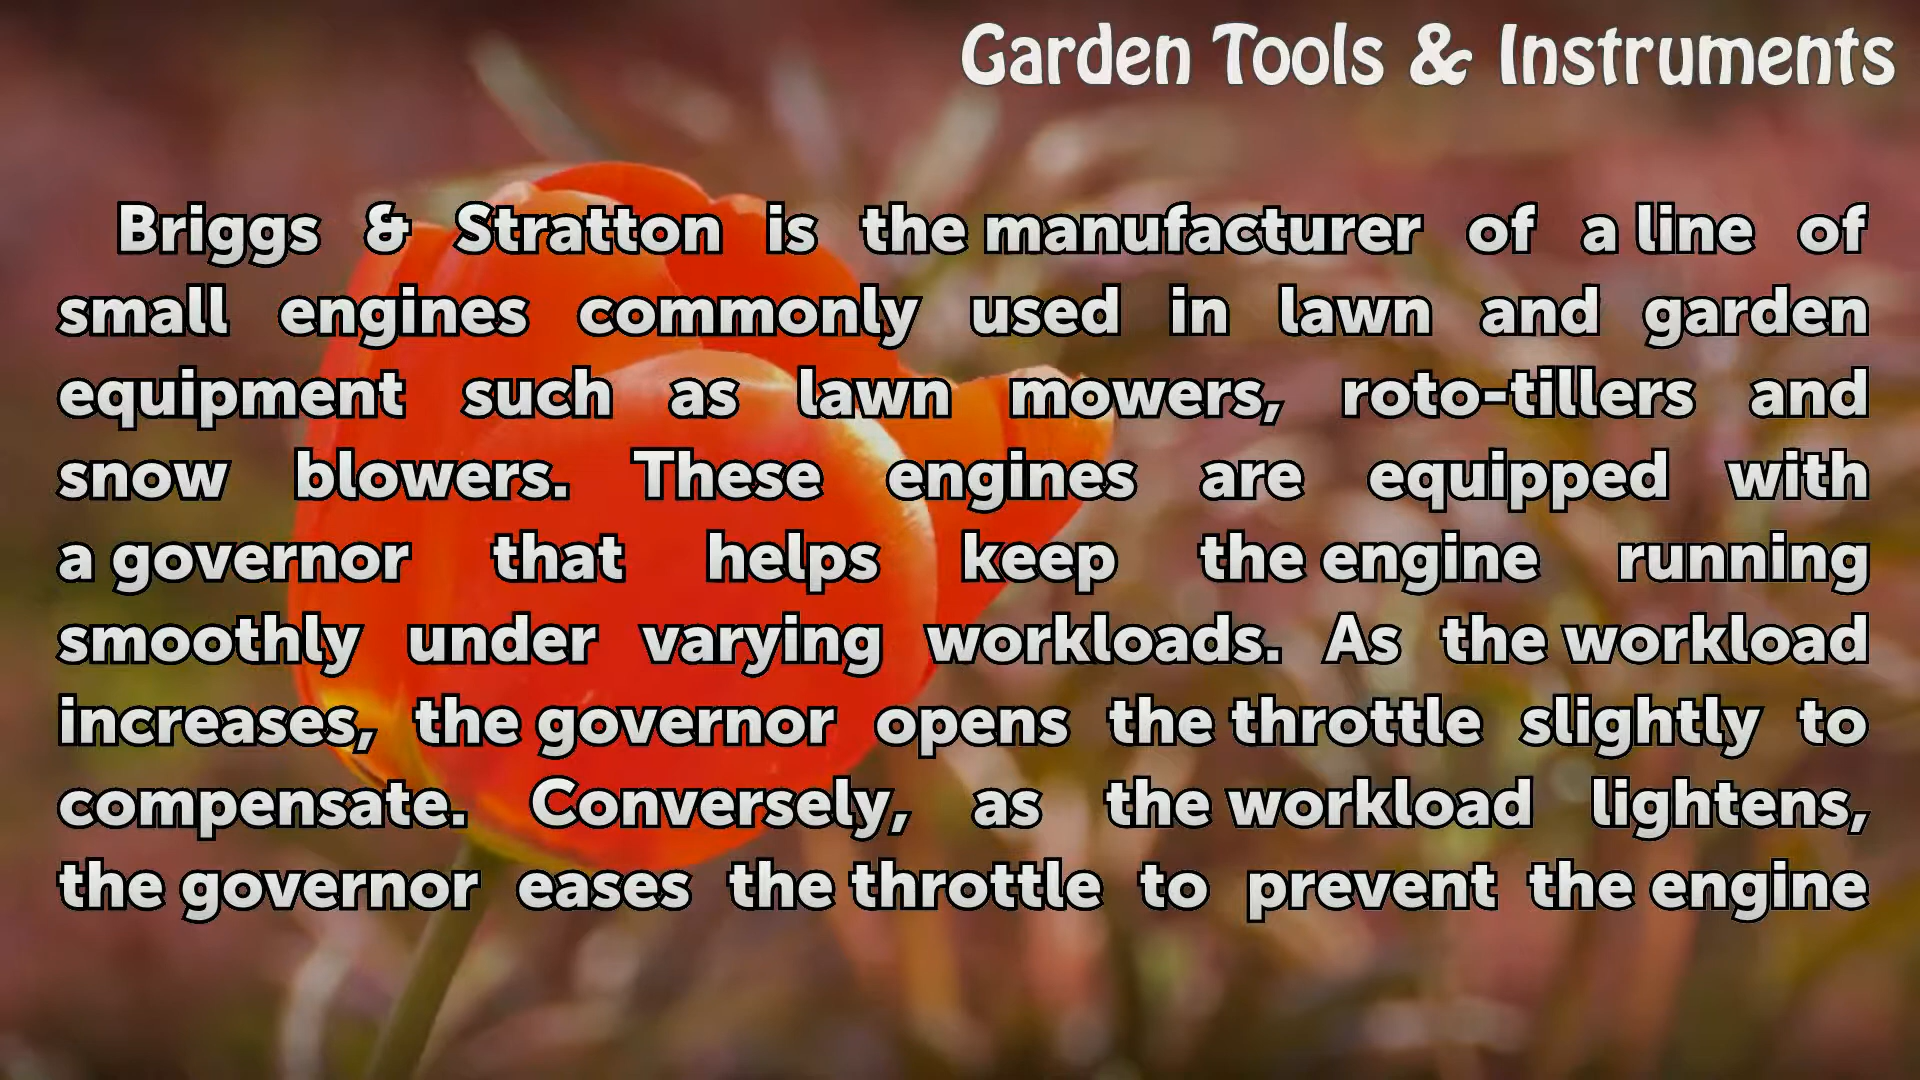 Garden Tools & Instruments
Briggs & Stratton is the manufacturer of a line of
small engines commonly used in lawn and garden
equipment such as lawn mowers, roto-tillers and
snow blowers. These engines are equipped with
a governor that helps keep the engine running
smoothly under varying workloads. As the workload
increases, the governor opens the throttle slightly to
compensate. Conversely, as the workload lightens,
the governor eases the throttle to prevent the engine